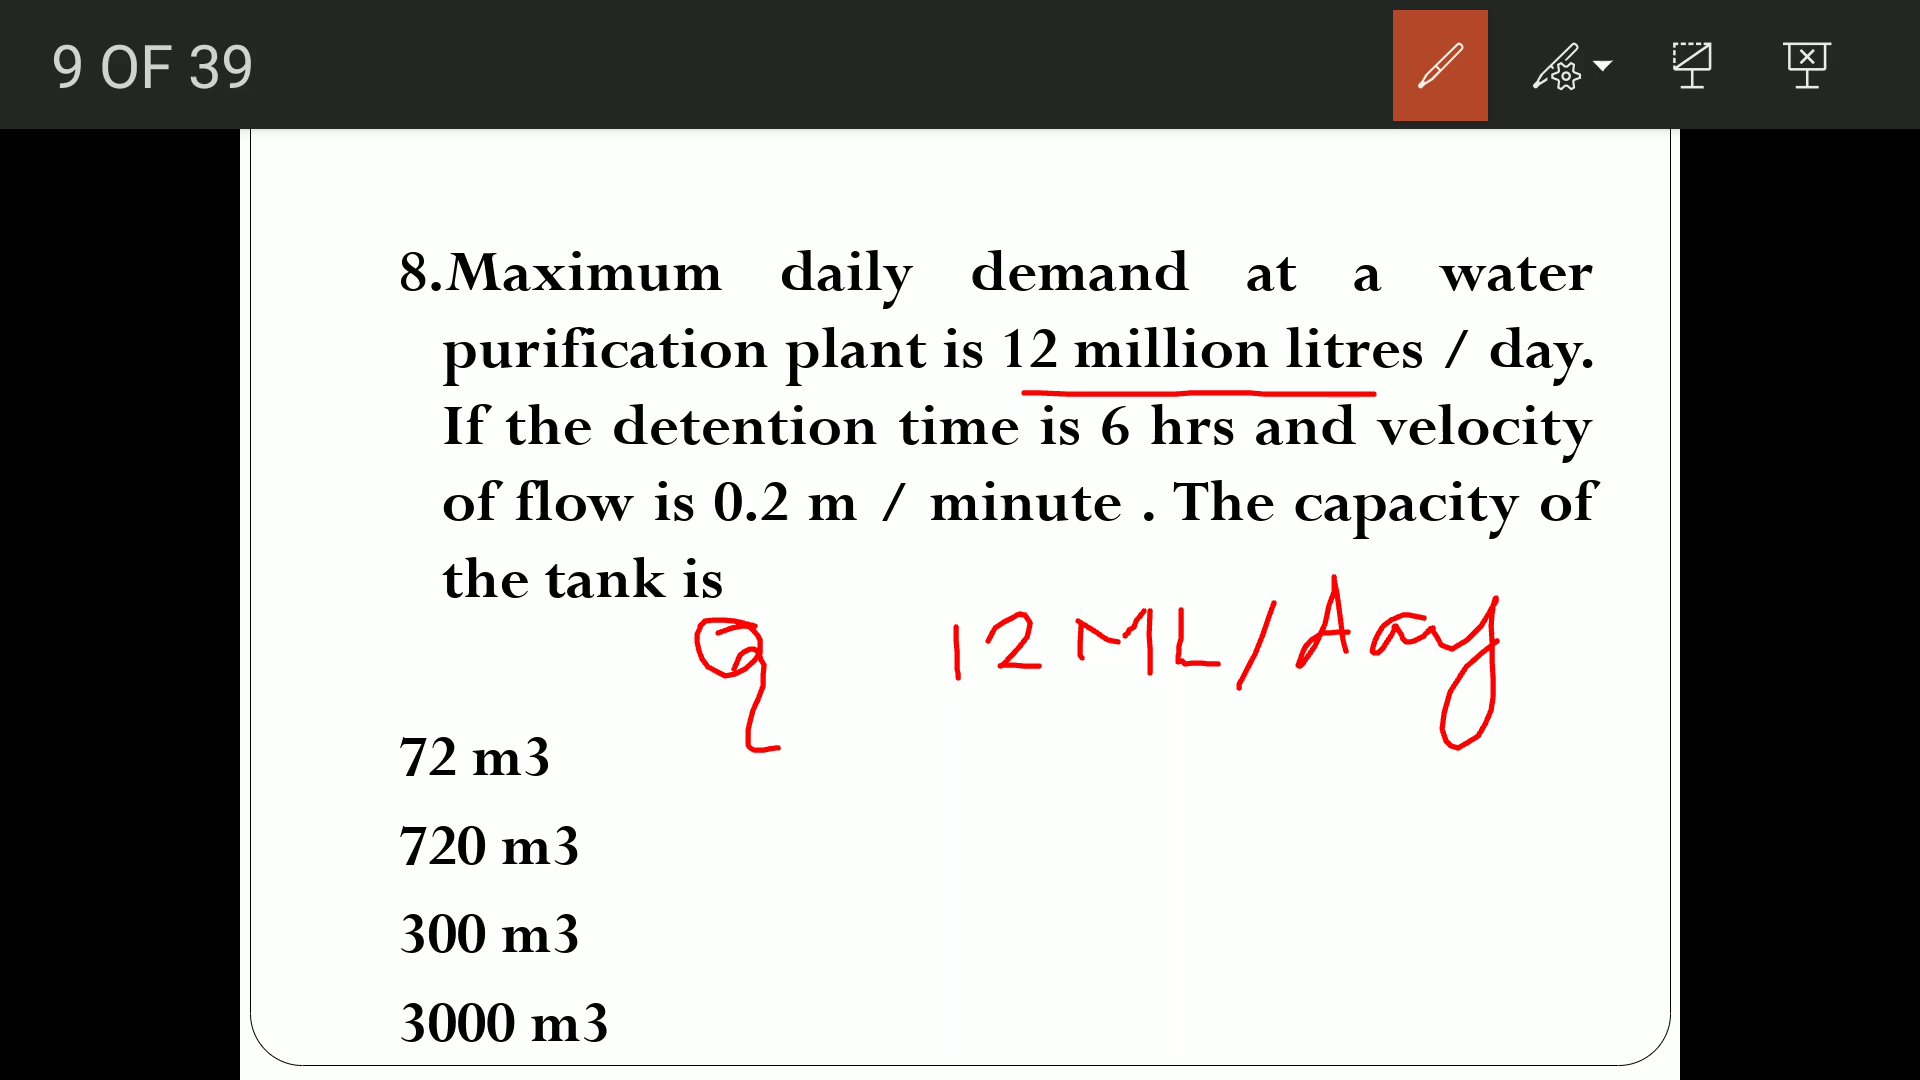 9 OF 39
8.Maximum daily demand at a water
purification plant is 12 million litres / day.
If the detention time is 6 hrs and velocity
of flow is 0.2 m / minute . The capacity of
the tank is
Q 12 ML/day
72 m3
720 m3
300 m3
3000 m3